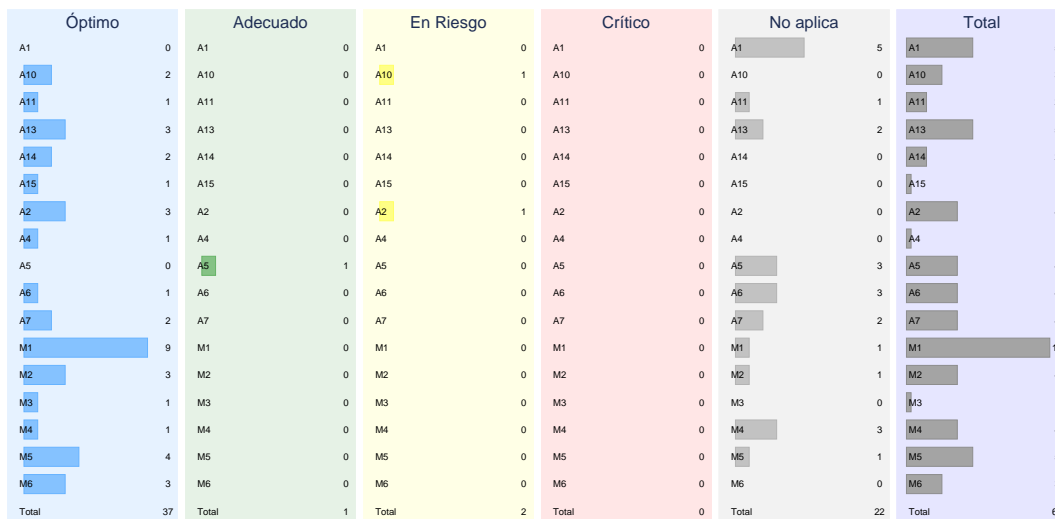 Óptimo Adecuado En Riesgo Crítico No aplica Total
A1 0 A1 0 A1 0 A1 0 A1 5 A1
A10 2 A10 0 A10 1 A10 0 A10 0 A10
A11 1 A11 0 A11 0 A11 0 A11 1 A11
A13 3 A13 0 A13 0 A13 0 A13 2 A13
A14 2 A14 0 A14 0 A14 0 A14 0 A14
A15 1 A15 0 A15 0 A15 0 A15 0 A15
A2 3 A2 0 A2 1 A2 0 A2 0 A2
A4 1 A4 0 A4 0 A4 0 A4 0 A4
A5 0 A5 1 A5 0 A5 0 A5 3 A5
A6 1 A6 0 A6 0 A6 0 A6 3 A6
A7 2 A7 0 A7 0 A7 0 A7 2 A7
M1 9 M1 0 M1 0 M1 0 M1 1 M1
M2 3 M2 0 M2 0 M2 0 M2 1 M2
M3 1 M3 0 M3 0 M3 0 M3 0 M3
M4 1 M4 0 M4 0 M4 0 M4 3 M4
M5 4 M5 0 M5 0 M5 0 M5 1 M5
M6 3 M6 0 M6 0 M6 0 M6 0 M6
Total 37 Total 1 Total 2 Total 0 Total 22 Total